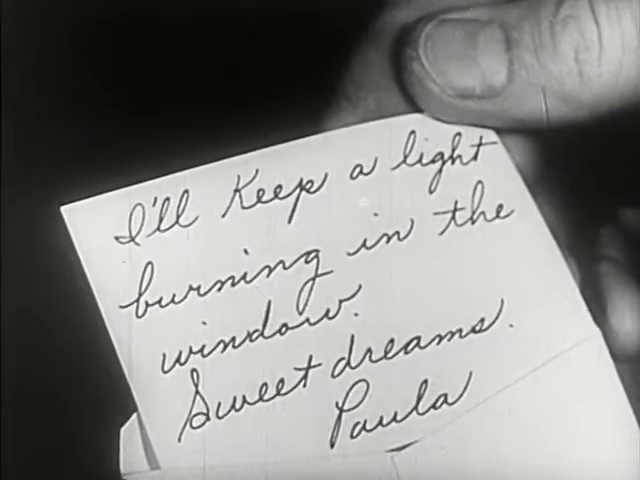 I'll Keep a light
burning in the
window.
Sweet dreams.
Paula